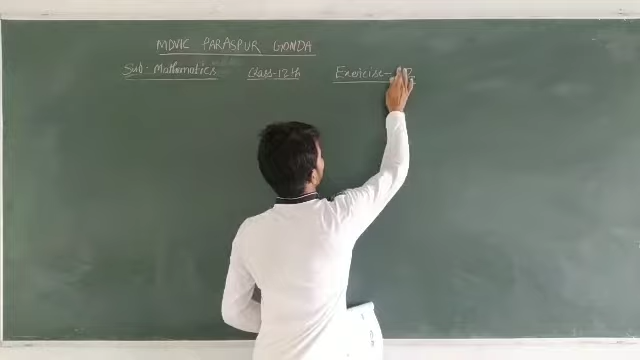 MDVIC PARASPUR GONDA
Sub- Mathematics Class-12th Exercise-